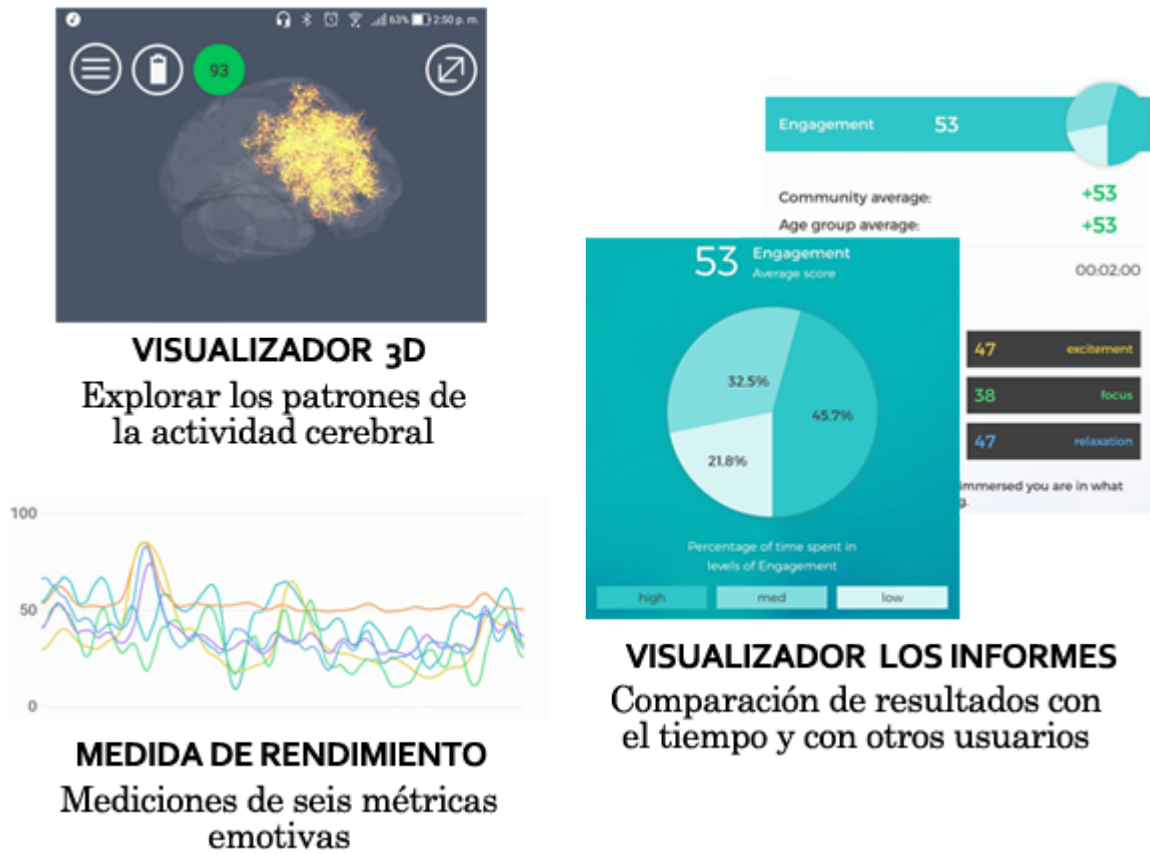 63% 2:50 p. m.
93
VISUALIZADOR 3D
Explorar los patrones de
la actividad cerebral
100
50
0
MEDIDA DE RENDIMIENTO
Mediciones de seis métricas
emotivas
Engagement 53
Community average: +53
Age group average: +53
00:02:00
47 excitement
38 focus
47 relaxation
immersed you are in what
g.
53 Engagement
Average score
32.5%
45.7%
21.8%
Percentage of time spent in
levels of Engagement
high med low
VISUALIZADOR LOS INFORMES
Comparación de resultados con
el tiempo y con otros usuarios